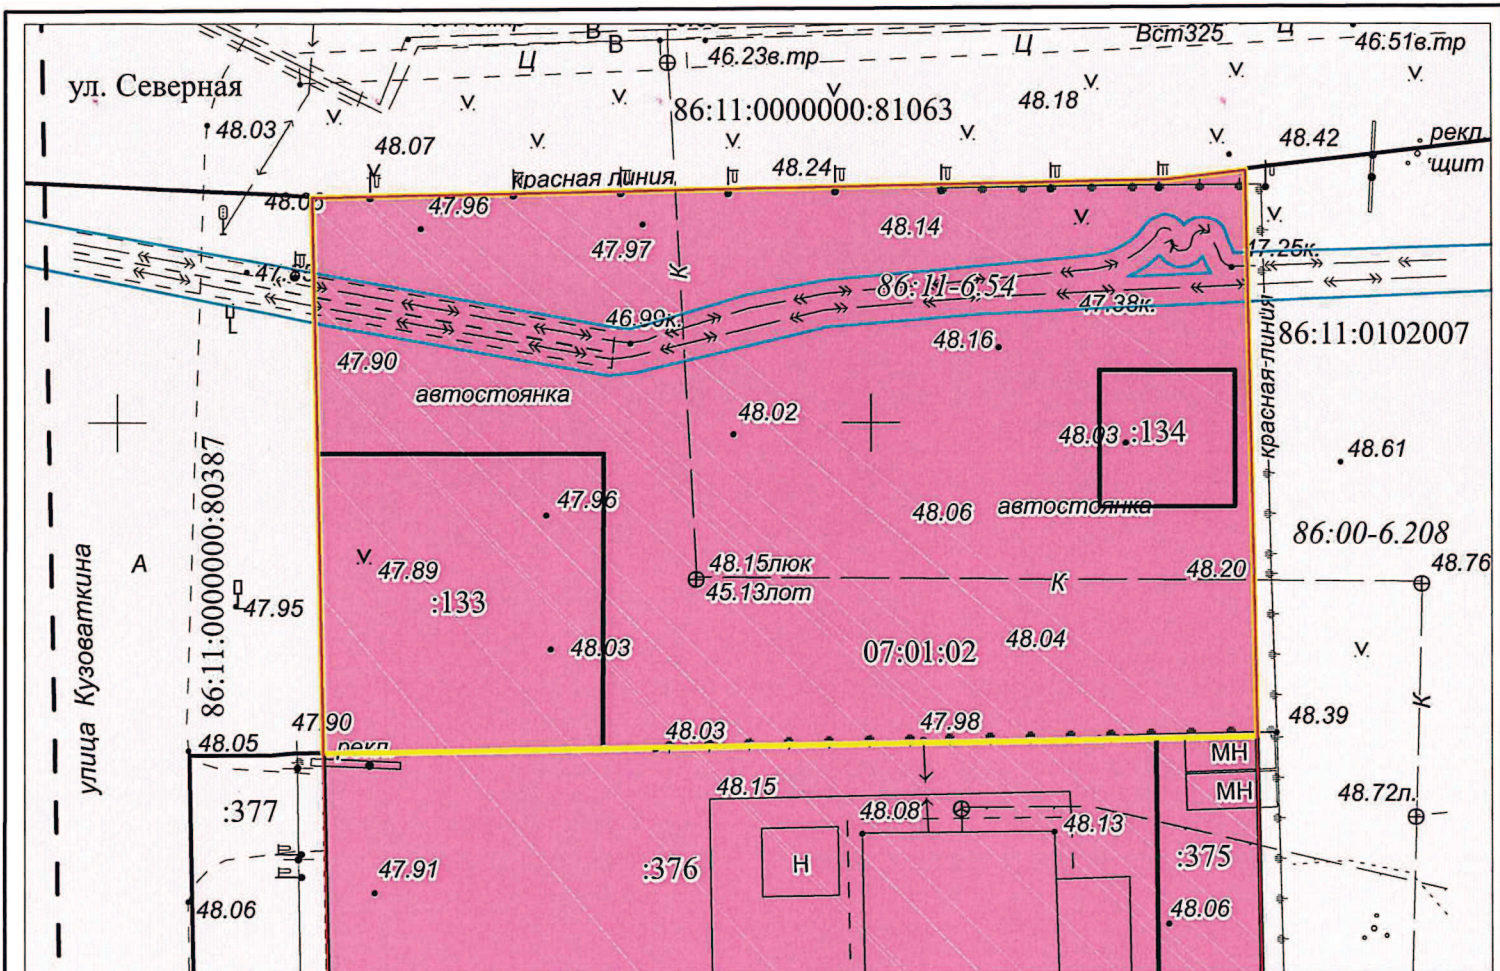 В
В
Ц
46.23в.тр
Ц
Вст325
Ц
46.51в.тр
ул. Северная
86:11:0000000:81063
48.18
48.03
48.07
48.24
48.42
рекл.
щит
красная линия
47.96
47.97
48.14
47.25к.
К
86:11-6.54
46.99к.
47.38к.
48.16
86:11:0102007
47.90
автостоянка
48.02
48.03
:134
красная линия
48.61
86:11:0000000:80387
47.96
48.06
автостоянка
86:00-6.208
А
47.89
48.15люк
45.13лот
К
48.20
48.76
:133
47.95
улица Кузоваткина
48.03
07:01:02
48.04
К
47.90
48.03
47.98
48.39
48.05
рекл
МН
48.15
МН
48.72л.
:377
48.08
48.13
47.91
:376
Н
:375
48.06
48.06